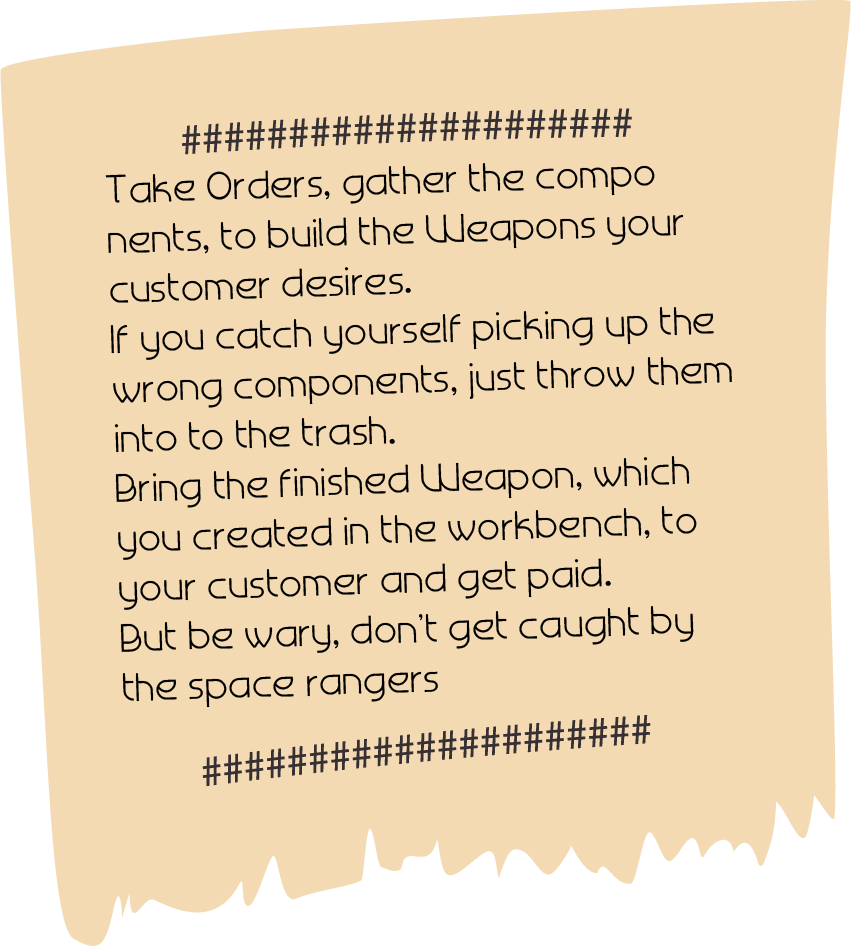 #####################
Take Orders, gather the compo
nents, to build the Weapons your
customer desires.
If you catch yourself picking up the
wrong components, just throw them
into to the trash.
Bring the finished Weapon, which
you created in the workbench, to
your customer and get paid.
But be wary, don't get caught by
the space rangers
#####################